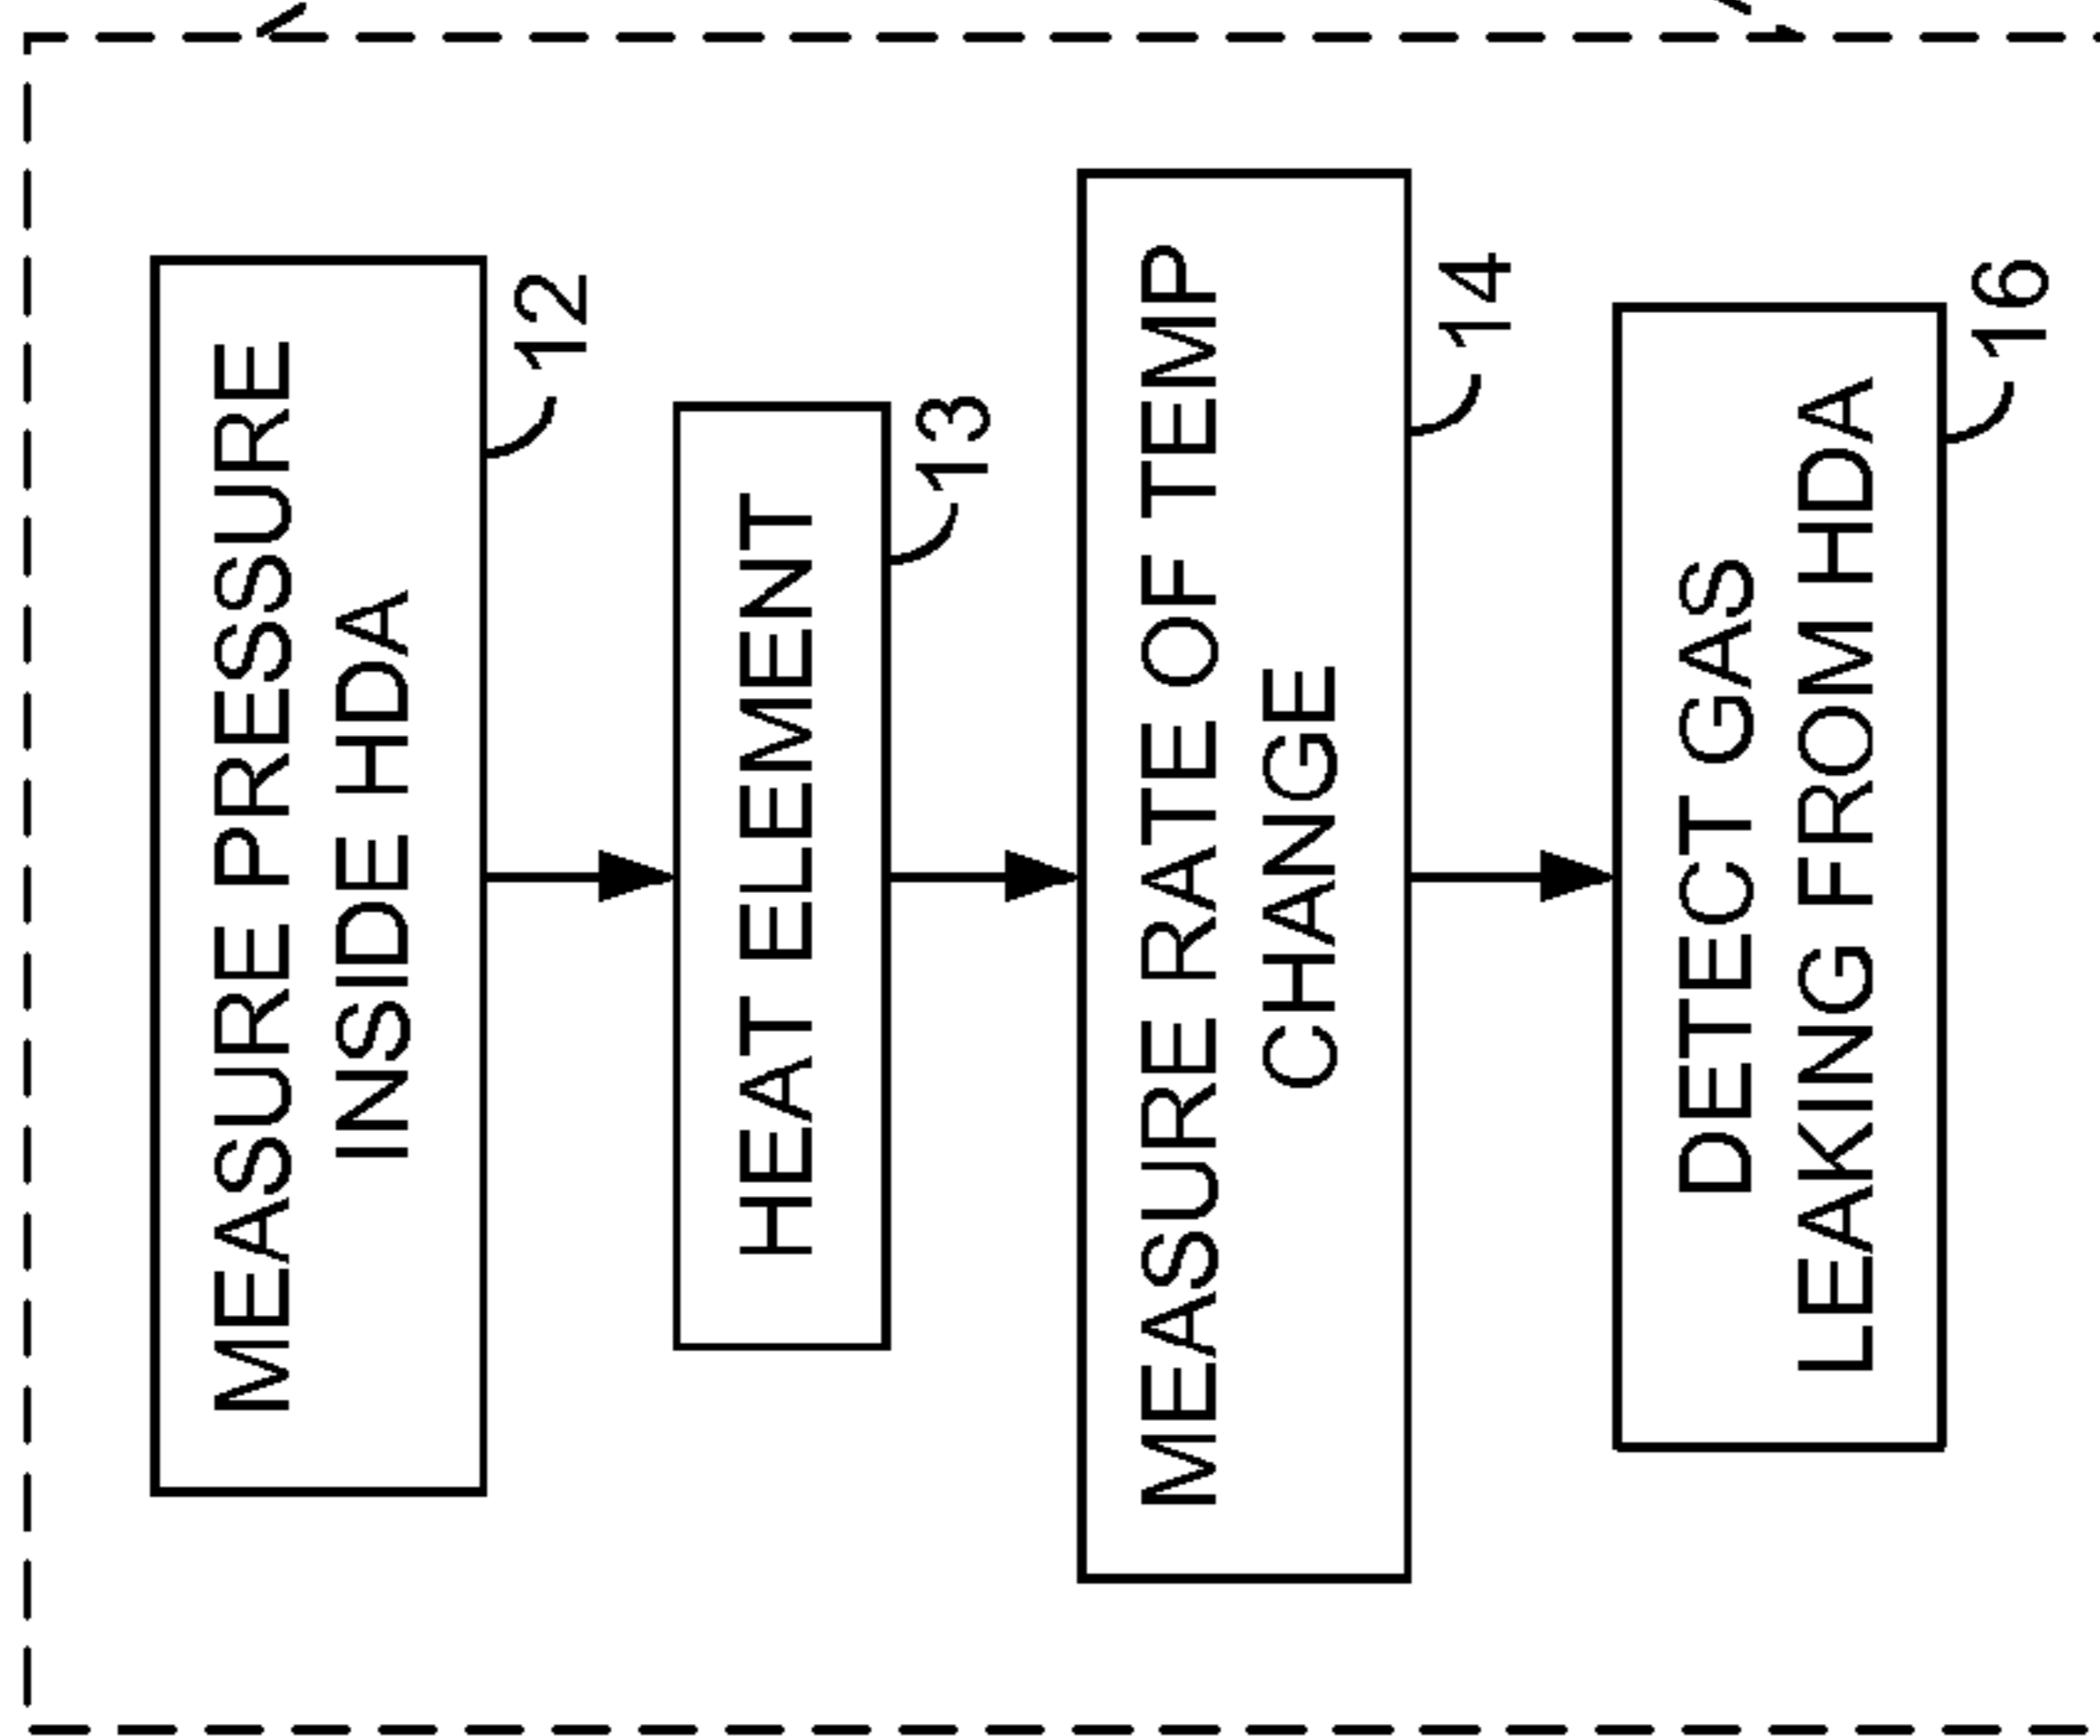 MEASURE PRESSURE
INSIDE HDA
12
HEAT ELEMENT
13
MEASURE RATE OF TEMP
CHANGE
14
DETECT GAS
LEAKING FROM HDA
16